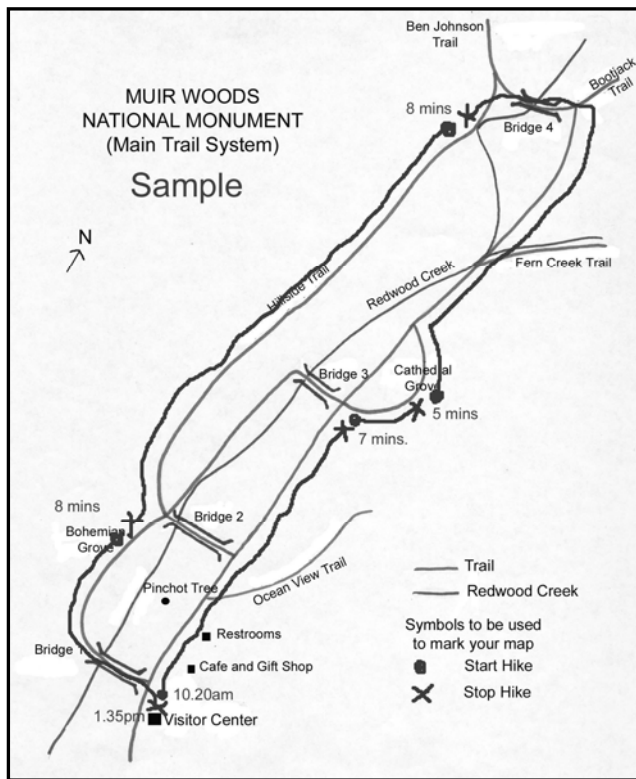 Ben Johnson
Trail
Bootjack
Trail
MUIR WOODS
NATIONAL MONUMENT
(Main Trail System)
Sample
8 mins
Bridge 4
N
Fern Creek Trail
Redwood Creek
Hillside Trail
Bridge 3
Cathedral
Grove
5 mins
7 mins.
8 mins
Bohemian
Grove
Bridge 2
Ocean View Trail
Pinchot Tree
Trail
Redwood Creek
Restrooms
Symbols to be used
to mark your map
Bridge 1
Cafe and Gift Shop
Start Hike
10.20am
Stop Hike
1.35pm
Visitor Center